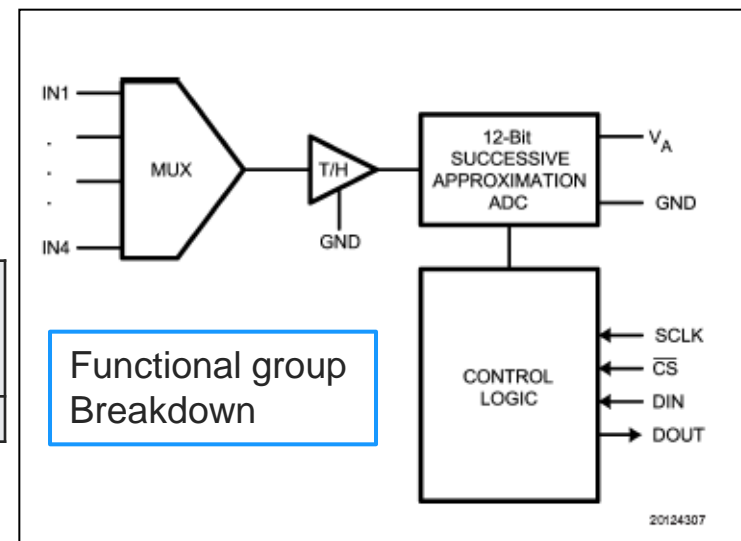 IN1
.
.
.
IN4
MUX
T/H
GND
12-Bit
SUCCESSIVE
APPROXIMATION
ADC
V_A
GND
Functional group
Breakdown
CONTROL
LOGIC
SCLK
C̅S̅
DIN
DOUT
20124307